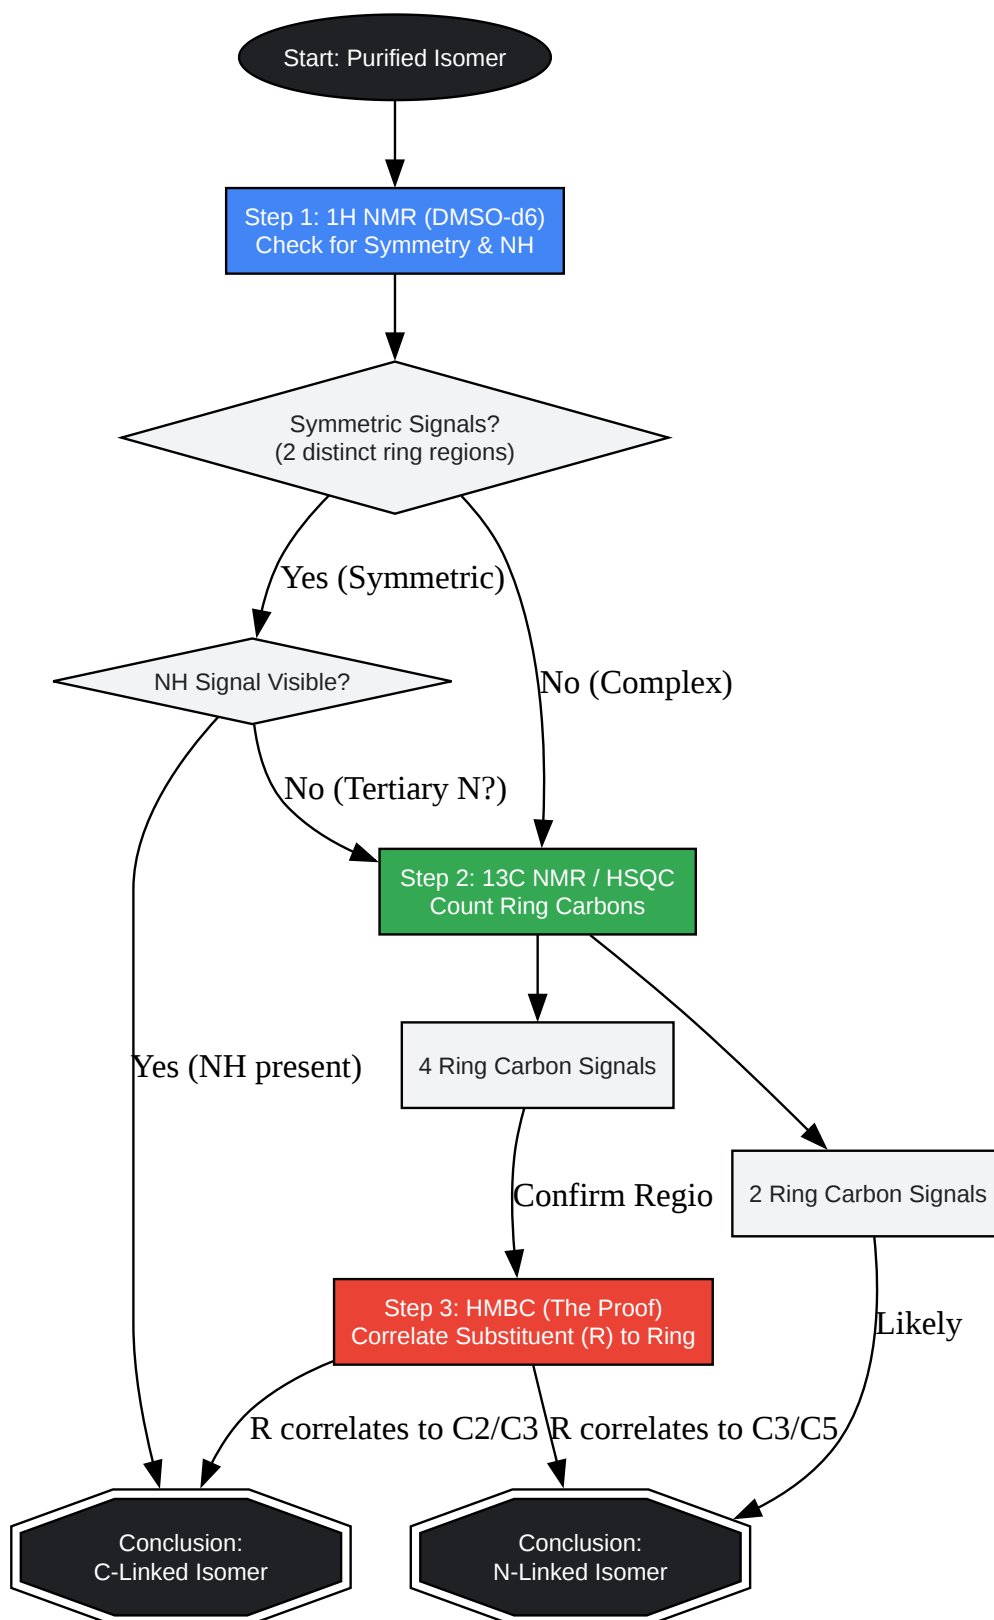 Start: Purified Isomer
Step 1: 1H NMR (DMSO-d6)
Check for Symmetry & NH
Symmetric Signals?
(2 distinct ring regions)
Yes (Symmetric)
NH Signal Visible?
No (Complex)
No (Tertiary N?)
Step 2: 13C NMR / HSQC
Count Ring Carbons
Yes (NH present)
4 Ring Carbon Signals
Confirm Regio
2 Ring Carbon Signals
Step 3: HMBC (The Proof)
Correlate Substituent (R) to Ring
Likely
R correlates to C2/C3
R correlates to C3/C5
Conclusion:
C-Linked Isomer
Conclusion:
N-Linked Isomer